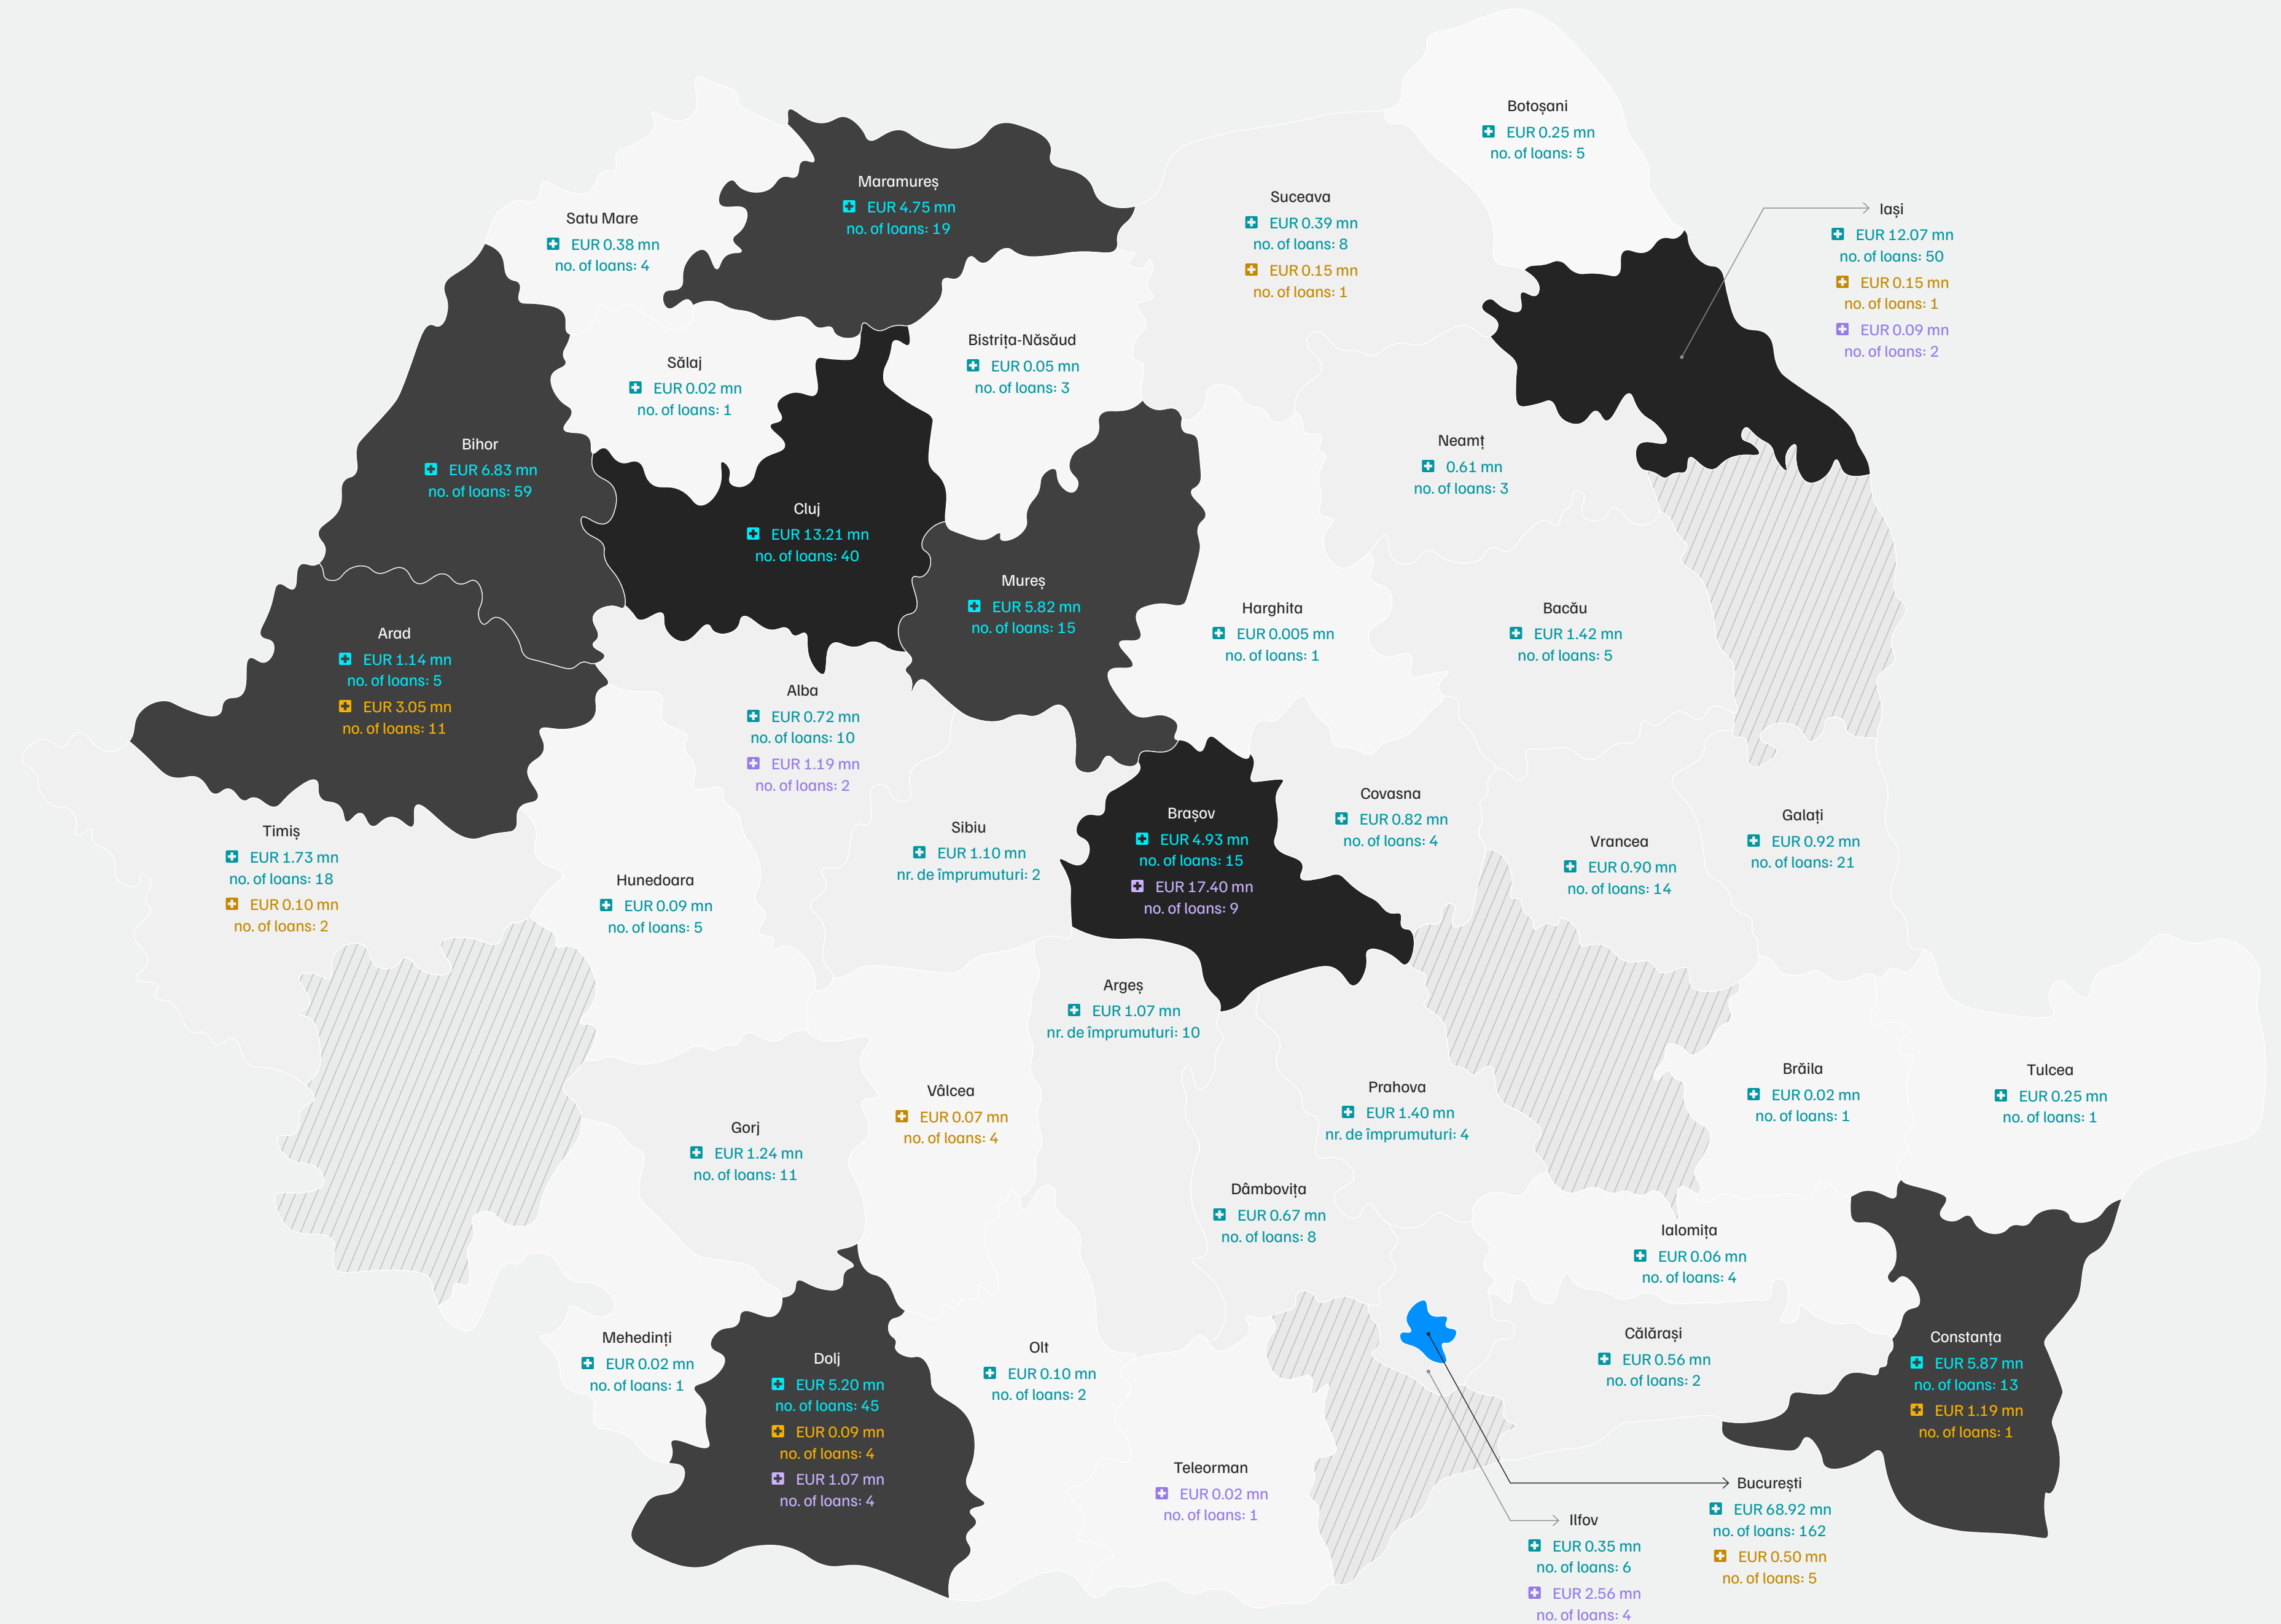 Botoșani
EUR 0.25 mn
no. of loans: 5
Maramureș
EUR 4.75 mn
no. of loans: 19
Suceava
EUR 0.39 mn
no. of loans: 8
EUR 0.15 mn
no. of loans: 1
Iași
EUR 12.07 mn
no. of loans: 50
EUR 0.15 mn
no. of loans: 1
EUR 0.09 mn
no. of loans: 2
Satu Mare
EUR 0.38 mn
no. of loans: 4
Sălaj
EUR 0.02 mn
no. of loans: 1
Bistrița-Năsăud
EUR 0.05 mn
no. of loans: 3
Bihor
EUR 6.83 mn
no. of loans: 59
Neamț
0.61 mn
no. of loans: 3
Cluj
EUR 13.21 mn
no. of loans: 40
Mureș
EUR 5.82 mn
no. of loans: 15
Harghita
EUR 0.005 mn
no. of loans: 1
Bacău
EUR 1.42 mn
no. of loans: 5
Arad
EUR 1.14 mn
no. of loans: 5
EUR 3.05 mn
no. of loans: 11
Alba
EUR 0.72 mn
no. of loans: 10
EUR 1.19 mn
no. of loans: 2
Timiș
EUR 1.73 mn
no. of loans: 18
EUR 0.10 mn
no. of loans: 2
Hunedoara
EUR 0.09 mn
no. of loans: 5
Sibiu
EUR 1.10 mn
nr. de împrumuturi: 2
Brașov
EUR 4.93 mn
no. of loans: 15
EUR 17.40 mn
no. of loans: 9
Covasna
EUR 0.82 mn
no. of loans: 4
Vrancea
EUR 0.90 mn
no. of loans: 14
Galați
EUR 0.92 mn
no. of loans: 21
Argeș
EUR 1.07 mn
nr. de împrumuturi: 10
Vâlcea
EUR 0.07 mn
no. of loans: 4
Prahova
EUR 1.40 mn
nr. de împrumuturi: 4
Brăila
EUR 0.02 mn
no. of loans: 1
Tulcea
EUR 0.25 mn
no. of loans: 1
Gorj
EUR 1.24 mn
no. of loans: 11
Dâmbovița
EUR 0.67 mn
no. of loans: 8
Ialomița
EUR 0.06 mn
no. of loans: 4
Mehedinți
EUR 0.02 mn
no. of loans: 1
Dolj
EUR 5.20 mn
no. of loans: 45
EUR 0.09 mn
no. of loans: 4
EUR 1.07 mn
no. of loans: 4
Olt
EUR 0.10 mn
no. of loans: 2
Călărași
EUR 0.56 mn
no. of loans: 2
Constanța
EUR 5.87 mn
no. of loans: 13
EUR 1.19 mn
no. of loans: 1
Teleorman
EUR 0.02 mn
no. of loans: 1
București
EUR 68.92 mn
no. of loans: 162
EUR 0.50 mn
no. of loans: 5
Ilfov
EUR 0.35 mn
no. of loans: 6
EUR 2.56 mn
no. of loans: 4